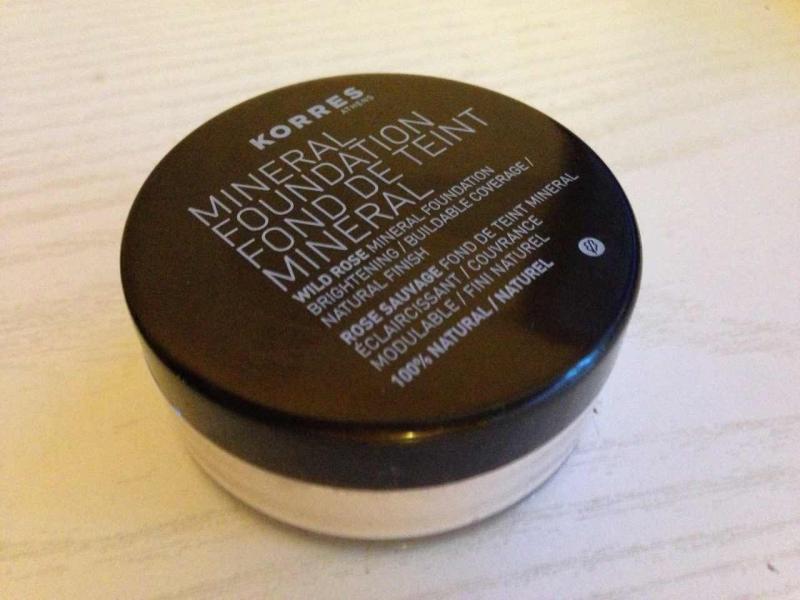 KORRES
ATHENS
MINERAL
FOUNDATION
FOND DE TEINT
MINERAL
WILD ROSE MINERAL FOUNDATION
BRIGHTENING / BUILDABLE COVERAGE /
NATURAL FINISH
ROSE SAUVAGE FOND DE TEINT MINERAL
ÉCLAIRCISSANT / COUVRANCE
MODULABLE / FINI NATUREL
100% NATURAL / NATUREL